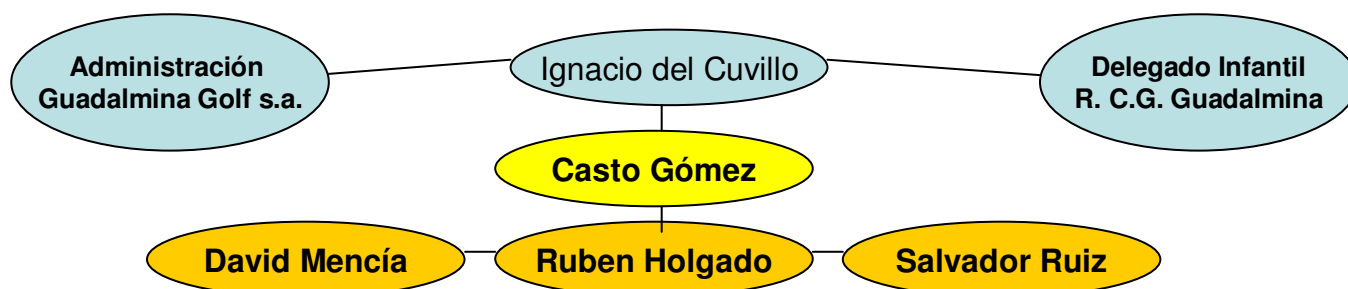 Administración
Guadalmina Golf s.a.
Ignacio del Cuvillo
Delegado Infantil
R. C.G. Guadalmina
Casto Gómez
David Mencía
Ruben Holgado
Salvador Ruiz